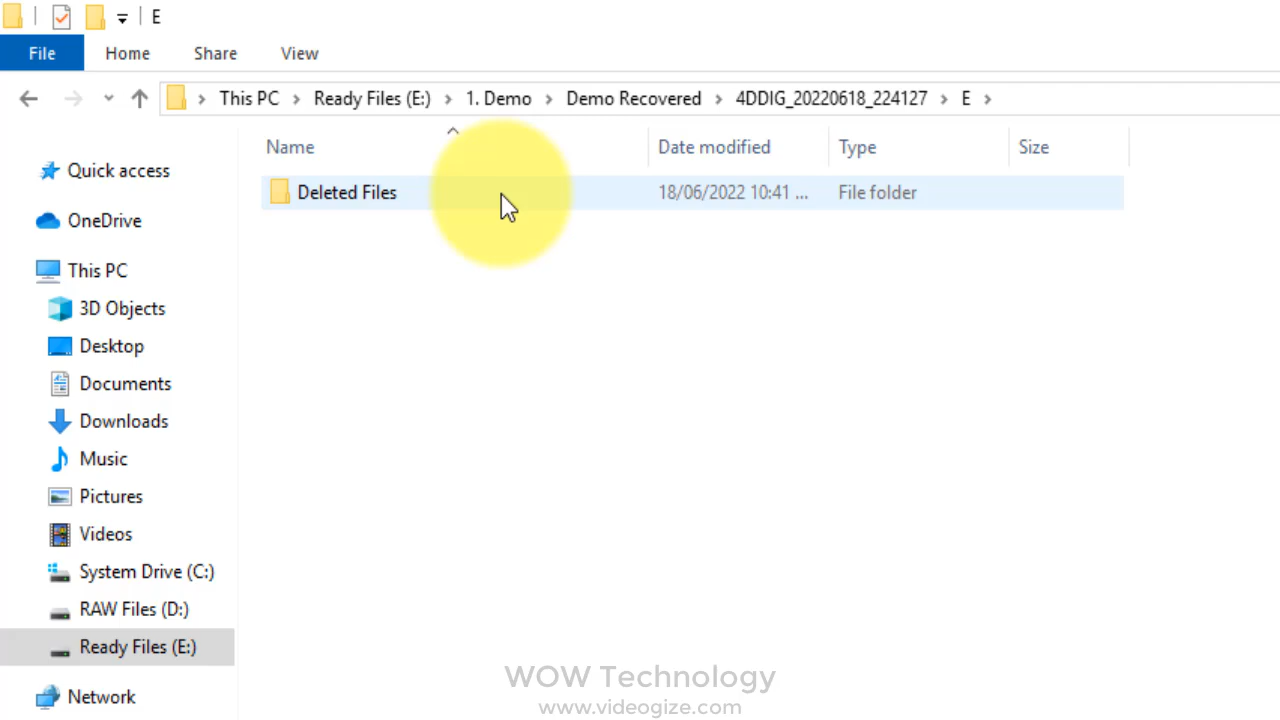 E
File Home Share View
This PC Ready Files (E:) 1. Demo Demo Recovered 4DDIG_20220618_224127 E
Name Date modified Type Size
Deleted Files 18/06/2022 10:41 ... File folder
Quick access
OneDrive
This PC
3D Objects
Desktop
Documents
Downloads
Music
Pictures
Videos
System Drive (C:)
RAW Files (D:)
Ready Files (E:)
Network
WOW Technology
www.videogize.com